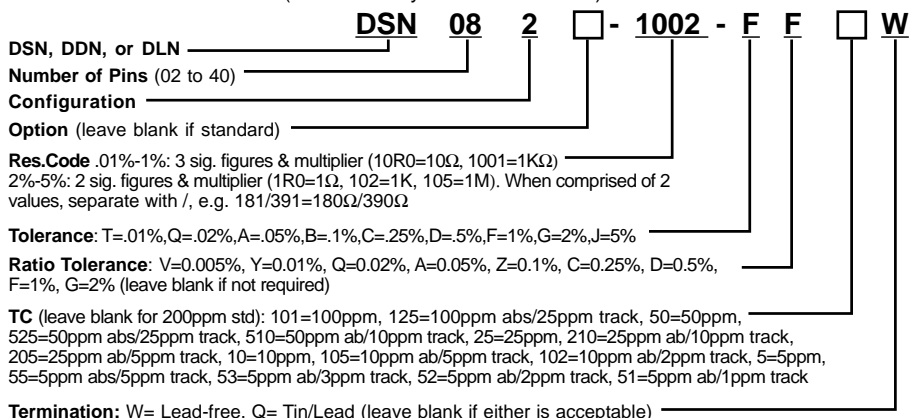 DSN 08 2 □- 1002 - F F □ W
DSN, DDN, or DLN
Number of Pins (02 to 40)
Configuration
Option (leave blank if standard)
Res.Code .01%-1%: 3 sig. figures & multiplier (10R0=10Ω, 1001=1KΩ)
2%-5%: 2 sig. figures & multiplier (1R0=1Ω, 102=1K, 105=1M). When comprised of 2
values, separate with /, e.g. 181/391=180Ω/390Ω
Tolerance: T=.01%,Q=.02%,A=.05%,B=.1%,C=.25%,D=.5%,F=1%,G=2%,J=5%
Ratio Tolerance: V=0.005%, Y=0.01%, Q=0.02%, A=0.05%, Z=0.1%, C=0.25%, D=0.5%,
F=1%, G=2% (leave blank if not required)
TC (leave blank for 200ppm std): 101=100ppm, 125=100ppm abs/25ppm track, 50=50ppm,
525=50ppm abs/25ppm track, 510=50ppm ab/10ppm track, 25=25ppm, 210=25ppm ab/10ppm track,
205=25ppm ab/5ppm track, 10=10ppm, 105=10ppm ab/5ppm track, 102=10ppm ab/2ppm track, 5=5ppm,
55=5ppm abs/5ppm track, 53=5ppm ab/3ppm track, 52=5ppm ab/2ppm track, 51=5ppm ab/1ppm track
Termination: W= Lead-free, Q= Tin/Lead (leave blank if either is acceptable)